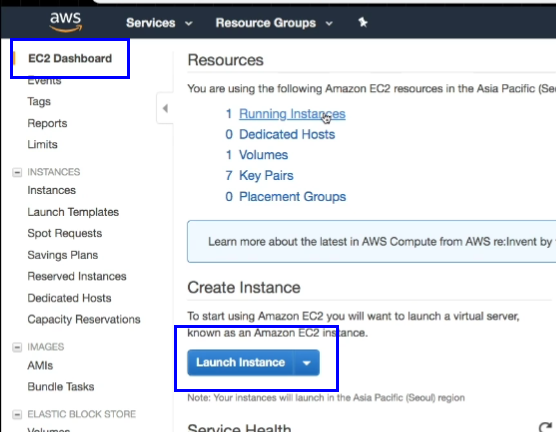 aws
Services
Resource Groups
EC2 Dashboard
Events
Tags
Reports
Limits
INSTANCES
Instances
Launch Templates
Spot Requests
Savings Plans
Reserved Instances
Dedicated Hosts
Capacity Reservations
IMAGES
AMIs
Bundle Tasks
ELASTIC BLOCK STORE
Volumes
Resources
You are using the following Amazon EC2 resources in the Asia Pacific (Se
1 Running Instances
0 Dedicated Hosts
1 Volumes
7 Key Pairs
0 Placement Groups
Learn more about the latest in AWS Compute from AWS re:Invent by
Create Instance
To start using Amazon EC2 you will want to launch a virtual server,
known as an Amazon EC2 instance.
Launch Instance
Note: Your instances will launch in the Asia Pacific (Seoul) region
Service Health